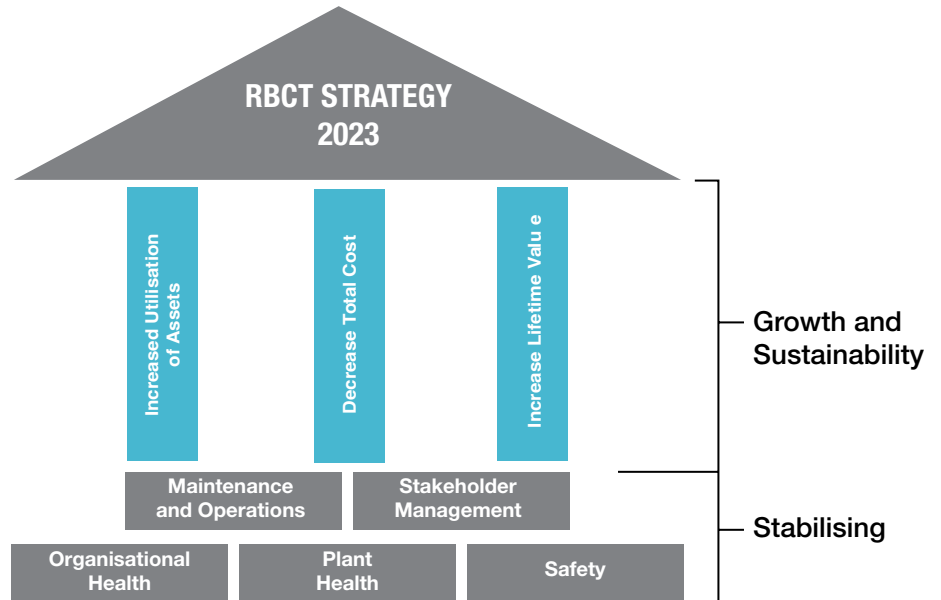 RBCT STRATEGY
2023
Increased Utilisation
of Assets
Decrease Total Cost
Increase Lifetime Valu e
Growth and
Sustainability
Maintenance
and Operations
Stakeholder
Management
Stabilising
Organisational
Health
Plant
Health
Safety